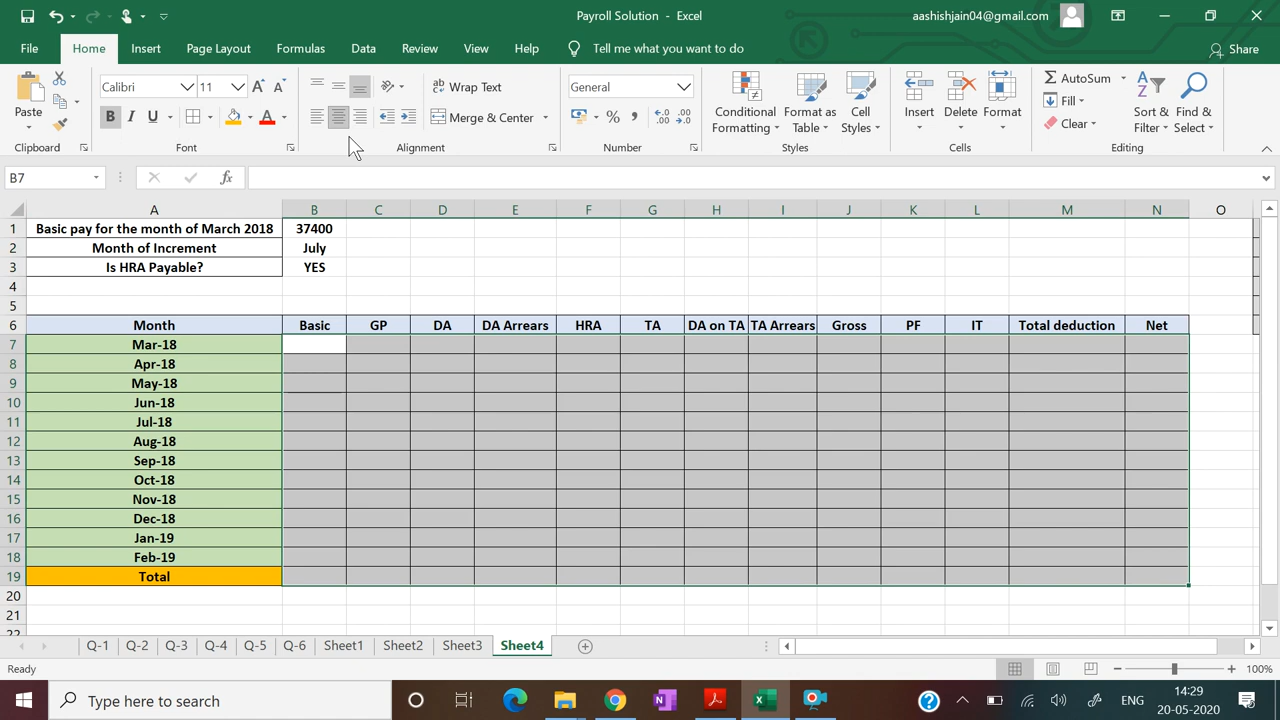 Payroll Solution - Excel
aashishjain04@gmail.com
File Home Insert Page Layout Formulas Data Review View Help Tell me what you want to do Share
Calibri 11 Wrap Text General AutoSum
Paste B I U A Merge & Center % , Conditional Formatting Format as Table Cell Styles Insert Delete Format Fill Clear Sort & Filter Find & Select
Clipboard Font Alignment Number Styles Cells Editing
B7 fx
A B C D E F G H I J K L M N O
1 Basic pay for the month of March 2018 37400
2 Month of Increment July
3 Is HRA Payable? YES
4
5
6 Month Basic GP DA DA Arrears HRA TA DA on TA TA Arrears Gross PF IT Total deduction Net
7 Mar-18
8 Apr-18
9 May-18
10 Jun-18
11 Jul-18
12 Aug-18
13 Sep-18
14 Oct-18
15 Nov-18
16 Dec-18
17 Jan-19
18 Feb-19
19 Total
20
21
22
Q-1 Q-2 Q-3 Q-4 Q-5 Q-6 Sheet1 Sheet2 Sheet3 Sheet4
Ready 100%
Type here to search ENG 14:29
20-05-2020